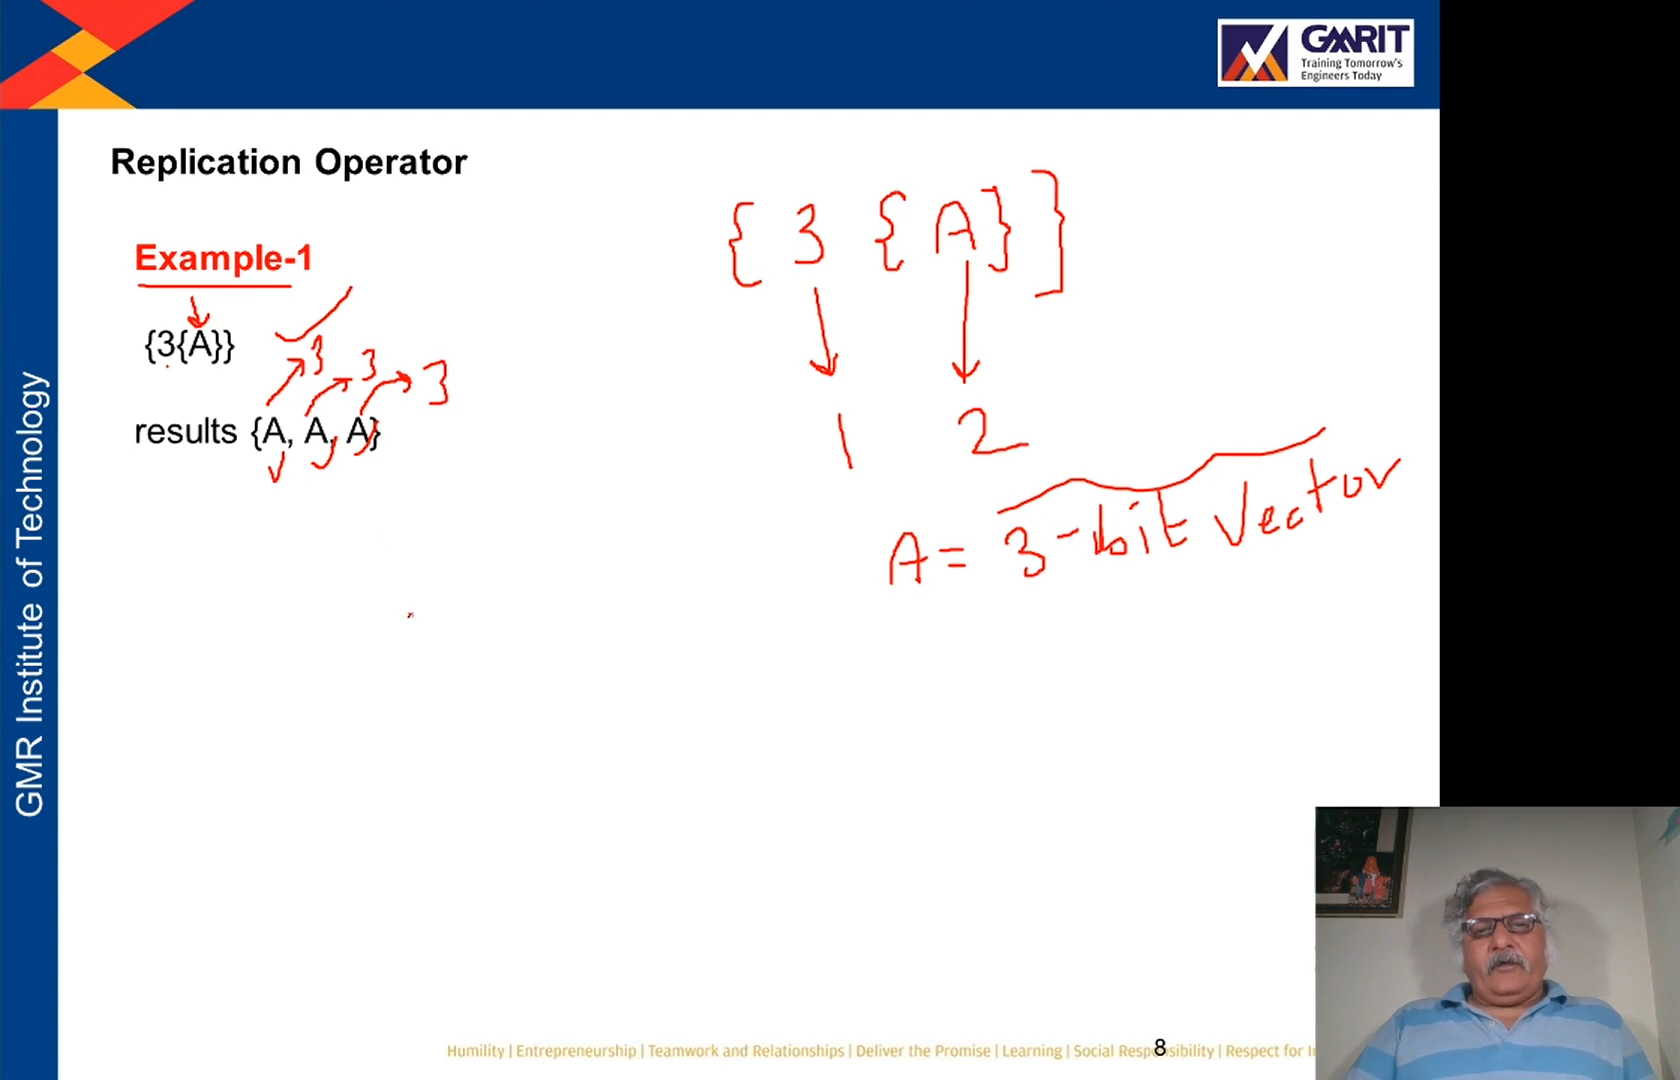 GMRIT
Training Tomorrow's
Engineers Today
GMR Institute of Technology
Replication Operator
Example-1
{3{A}}
3 3 3
results {A, A, A}
{ 3 { A } }
1 2
A = 3-bit Vector
Humility | Entrepreneurship | Teamwork and Relationships | Deliver the Promise | Learning | Social Responsibility | Respect for
8